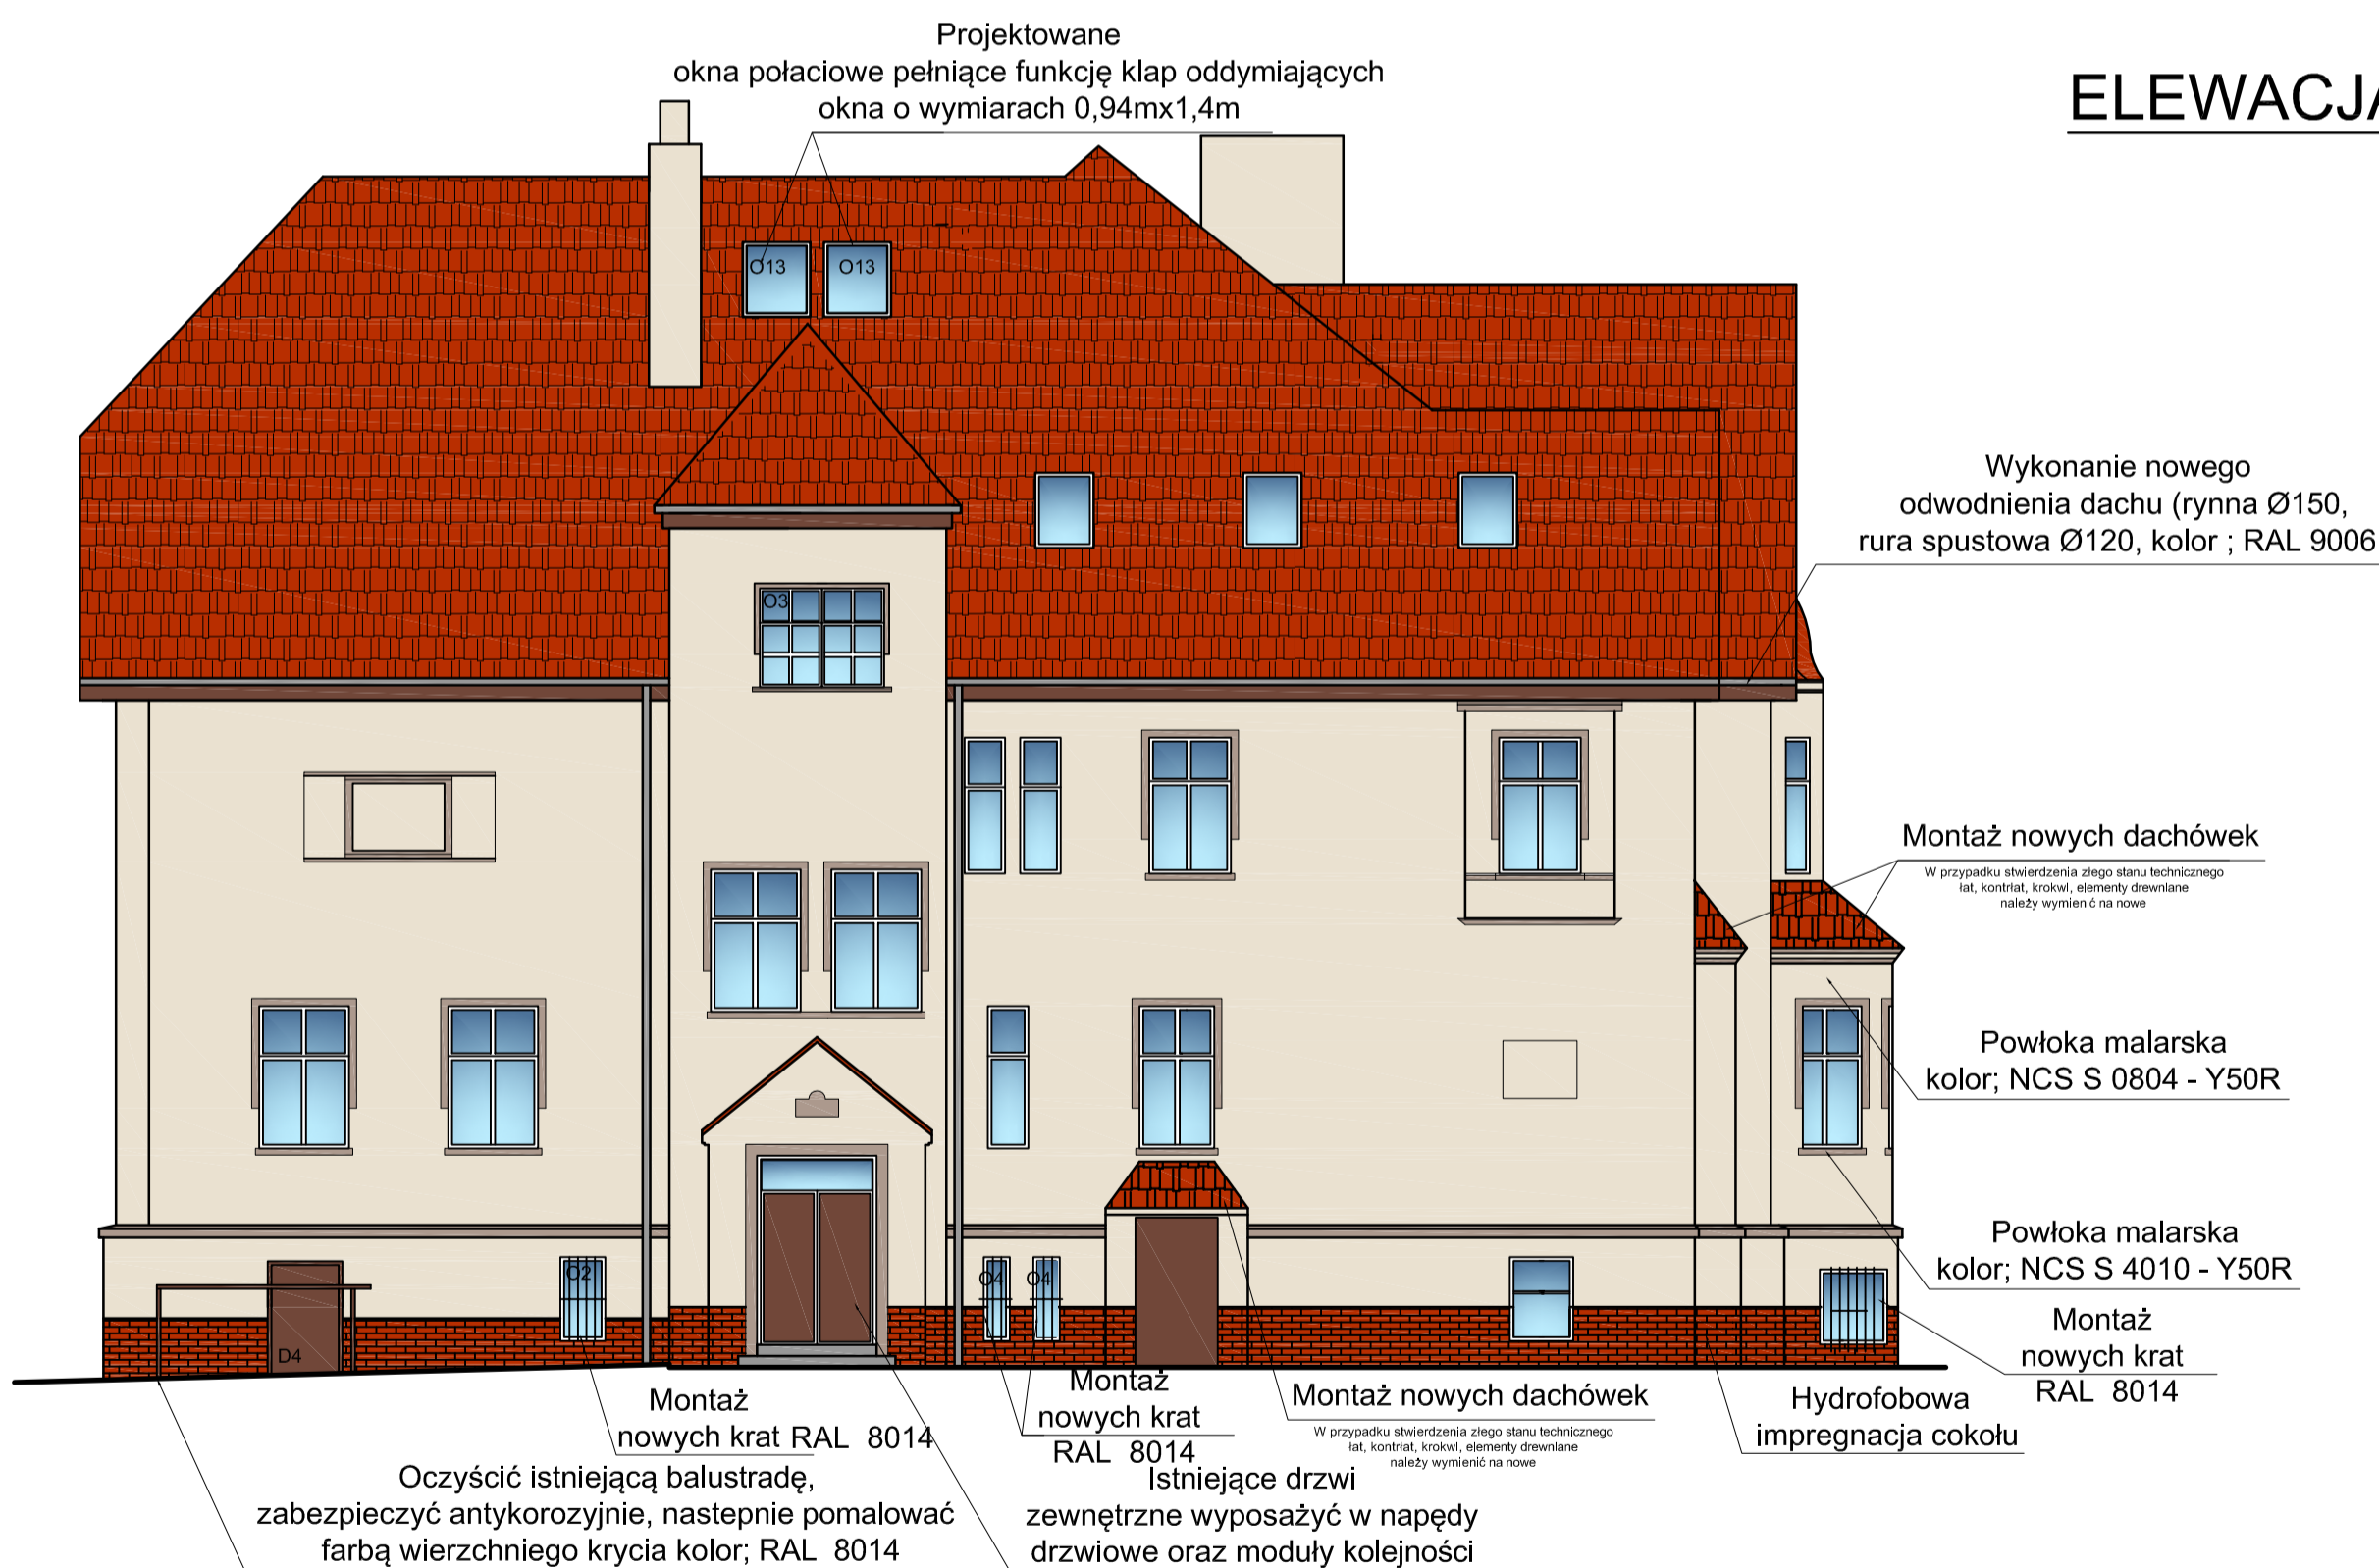 Projektowane
okna połaciowe pełniące funkcję klap oddymiających
okna o wymiarach 0,94mx1,4m
ELEWACJA
O13
O13
Wykonanie nowego
odwodnienia dachu (rynna Ø150,
rura spustowa Ø120, kolor ; RAL 9006
O3
Montaż nowych dachówek
W przypadku stwierdzenia złego stanu technicznego
łat, kontrłat, krokwl, elementy drewnlane
należy wymienić na nowe
Powłoka malarska
kolor; NCS S 0804 - Y50R
Powłoka malarska
kolor; NCS S 4010 - Y50R
O2
O4
O4
D4
Montaż
nowych krat
RAL 8014
Montaż
nowych krat RAL 8014
Montaż
nowych krat
RAL 8014
Montaż nowych dachówek
W przypadku stwierdzenia złego stanu technicznego
łat, kontrłat, krokwl, elementy drewnlane
należy wymienić na nowe
Hydrofobowa
impregnacja cokołu
Oczyścić istniejącą balustradę,
zabezpieczyć antykorozyjnie, nastepnie pomalować
farbą wierzchniego krycia kolor; RAL 8014
Istniejące drzwi
zewnętrzne wyposażyć w napędy
drzwiowe oraz moduły kolejności